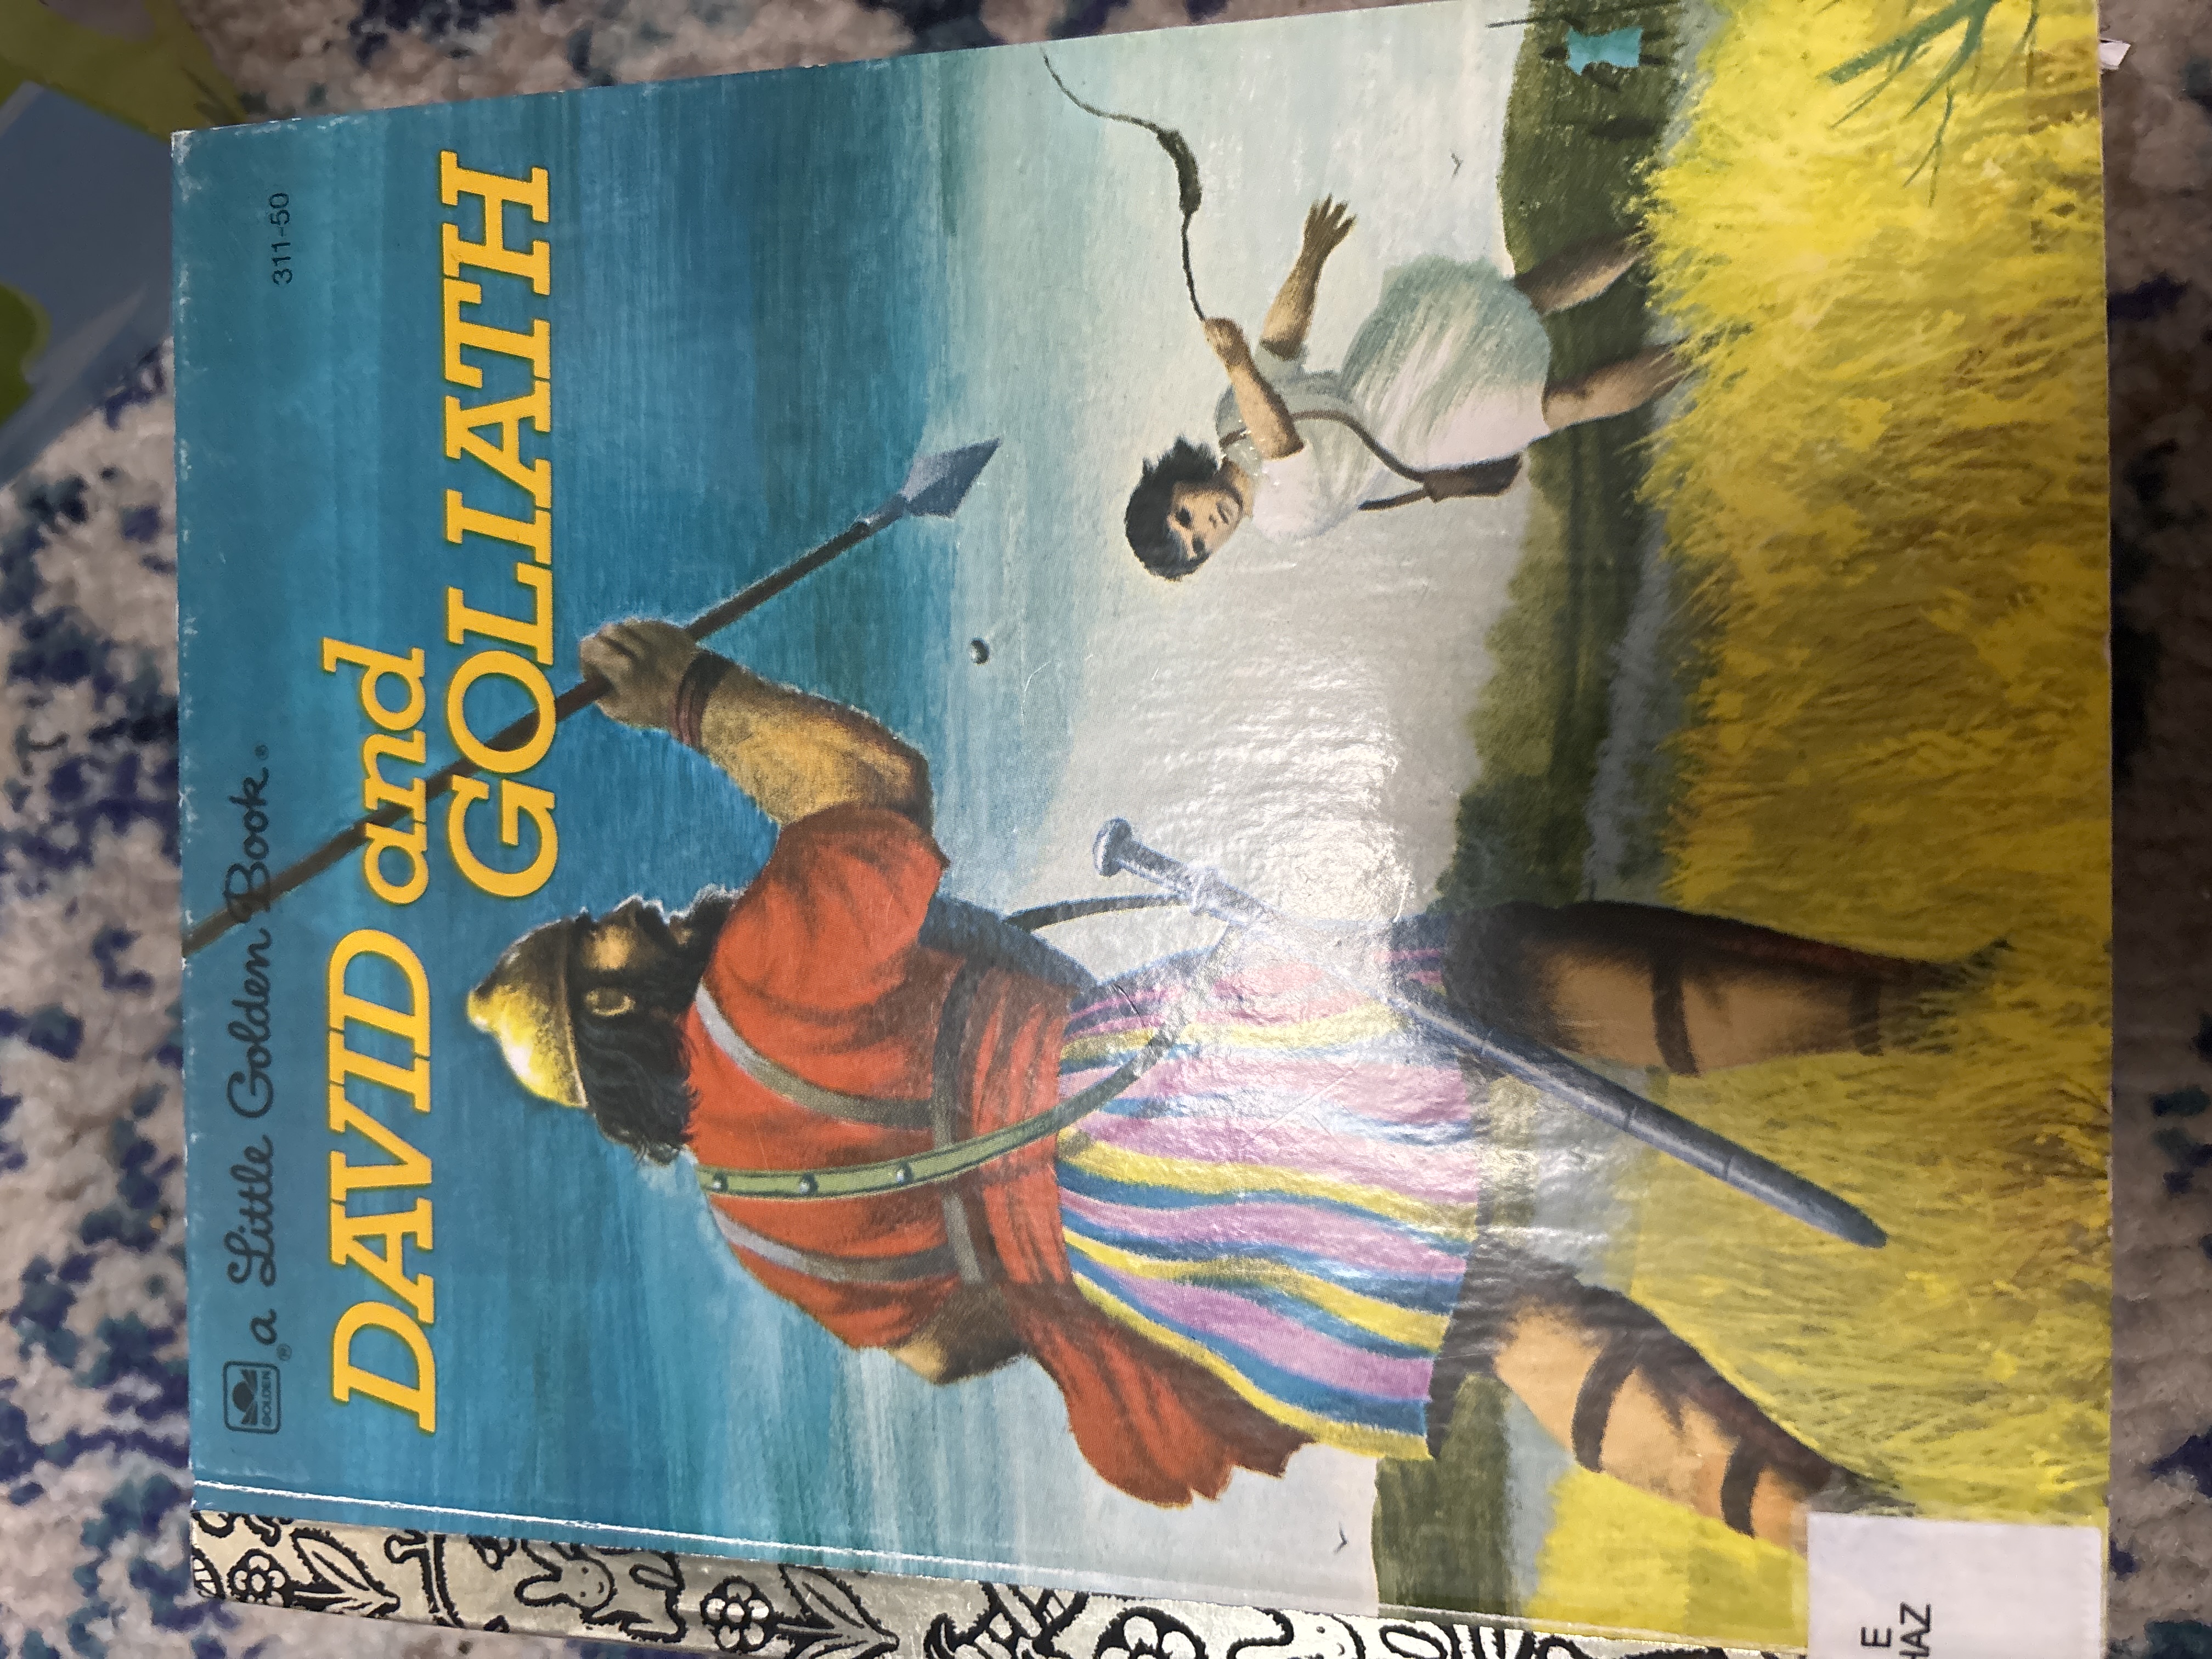 GOLDEN
® a Little Golden Book®
311-50
DAVID and
GOLIATH
E
HAZ